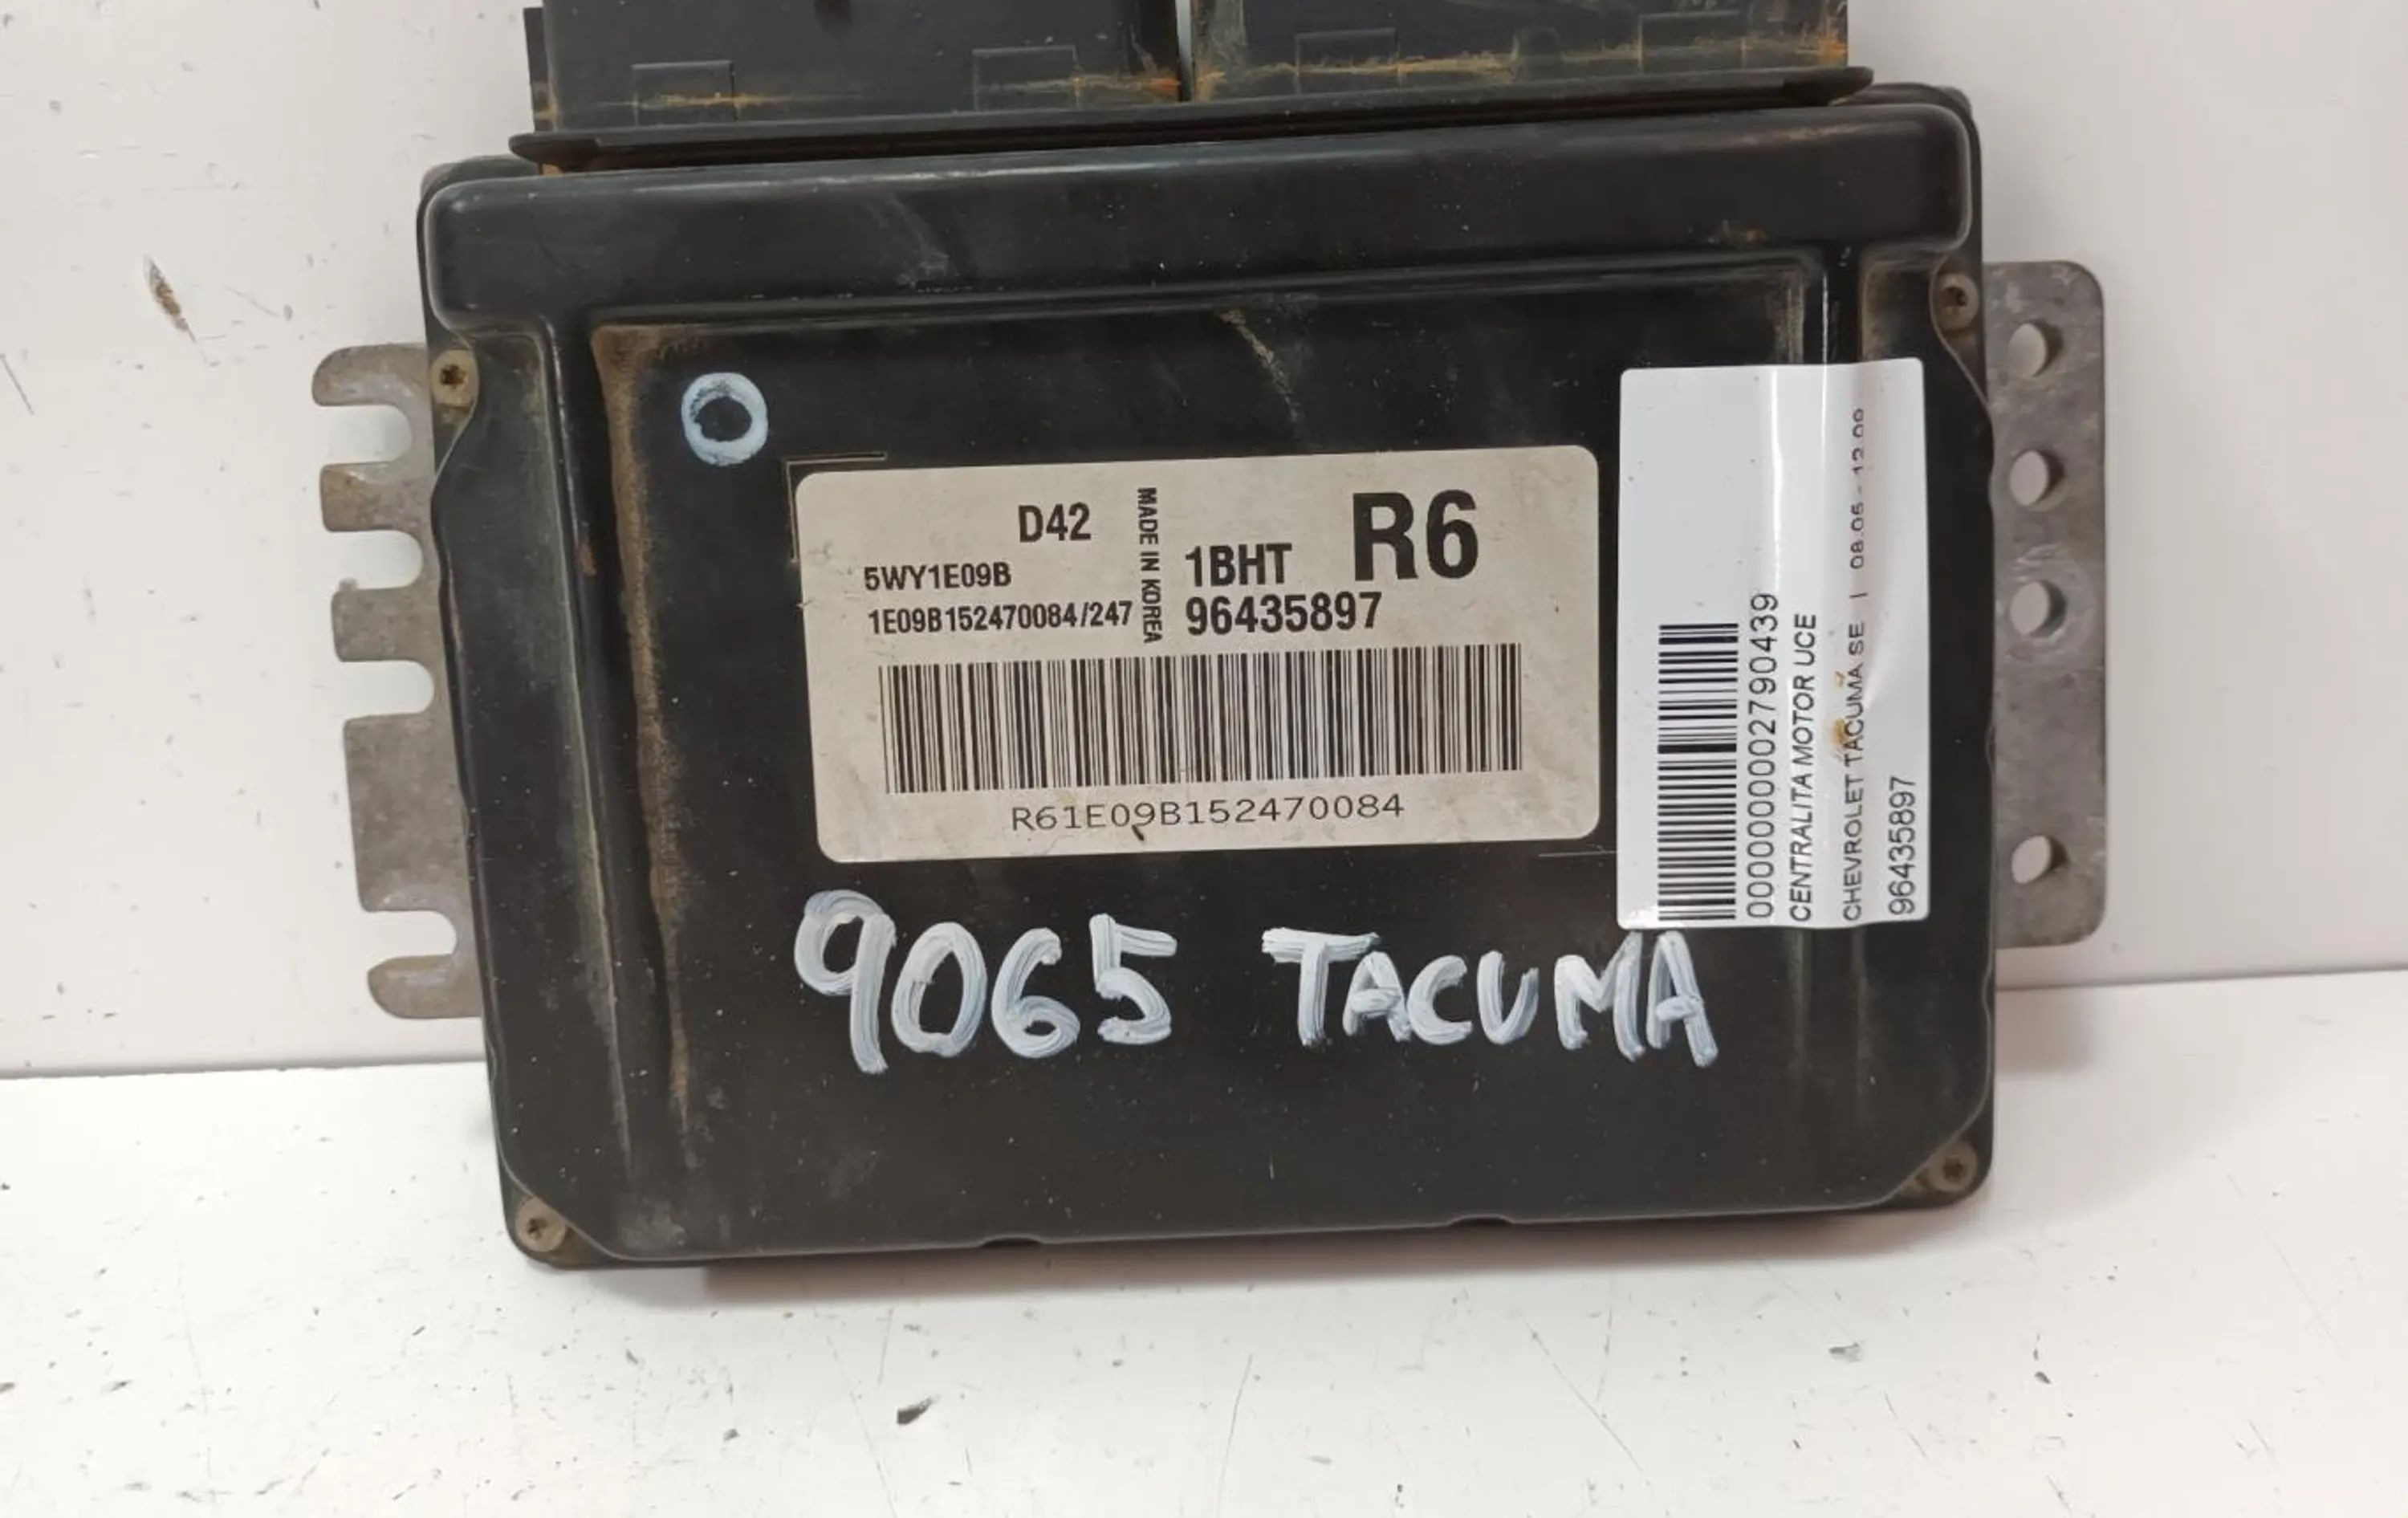 D42
5WY1E09B
1E09B152470084/247
MADE IN KOREA
1BHT R6
96435897
R61E09B152470084
0000000002790439
CENTRALITA MOTOR UCE
CHEVROLET TACUMA SE | 08.05 - 12.09
96435897
9065 TACUMA